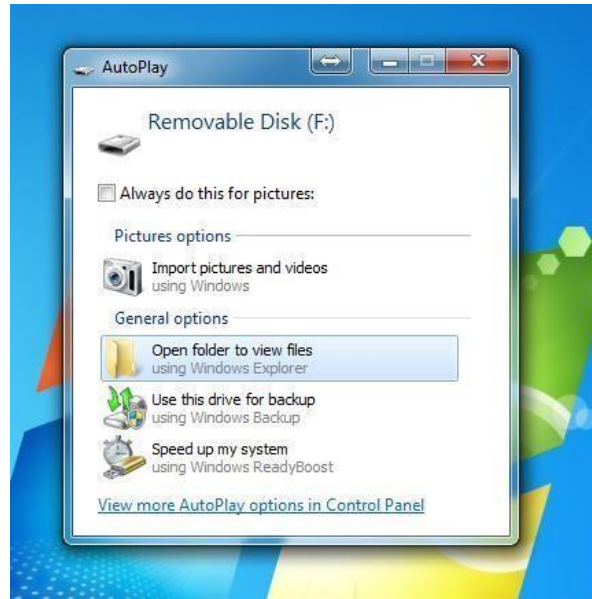 AutoPlay
Removable Disk (F:)
Always do this for pictures:
Pictures options
Import pictures and videos
using Windows
General options
Open folder to view files
using Windows Explorer
Use this drive for backup
using Windows Backup
Speed up my system
using Windows ReadyBoost
View more AutoPlay options in Control Panel